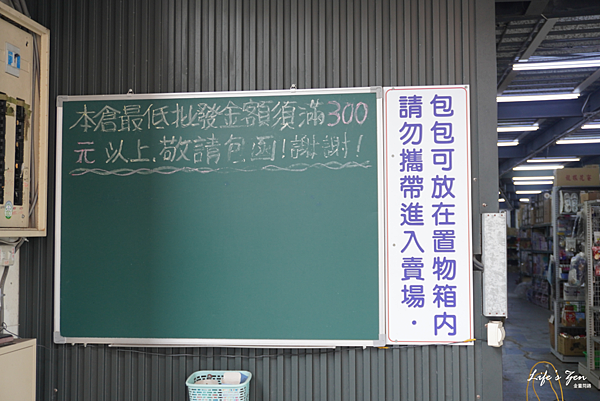 本倉最低批發金額須滿300
元以上,敬請包函!謝謝!
包包可放在置物箱内
請勿攜帶進入賣場.
Life's Zen